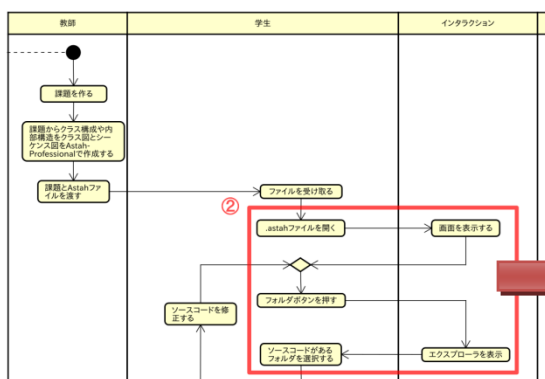 教師
学生
インタラクション
課題を作る
課題からクラス構成や内
部構造をクラス図とシー
ケンス図をAstah-
Professionalで作成する
課題とAstahファ
イルを渡す
ファイルを受け取る
②
.astahファイルを開く
画面を表示する
フォルダボタンを押す
ソースコードを修
正する
ソースコードがある
フォルダを選択する
エクスプローラを表示